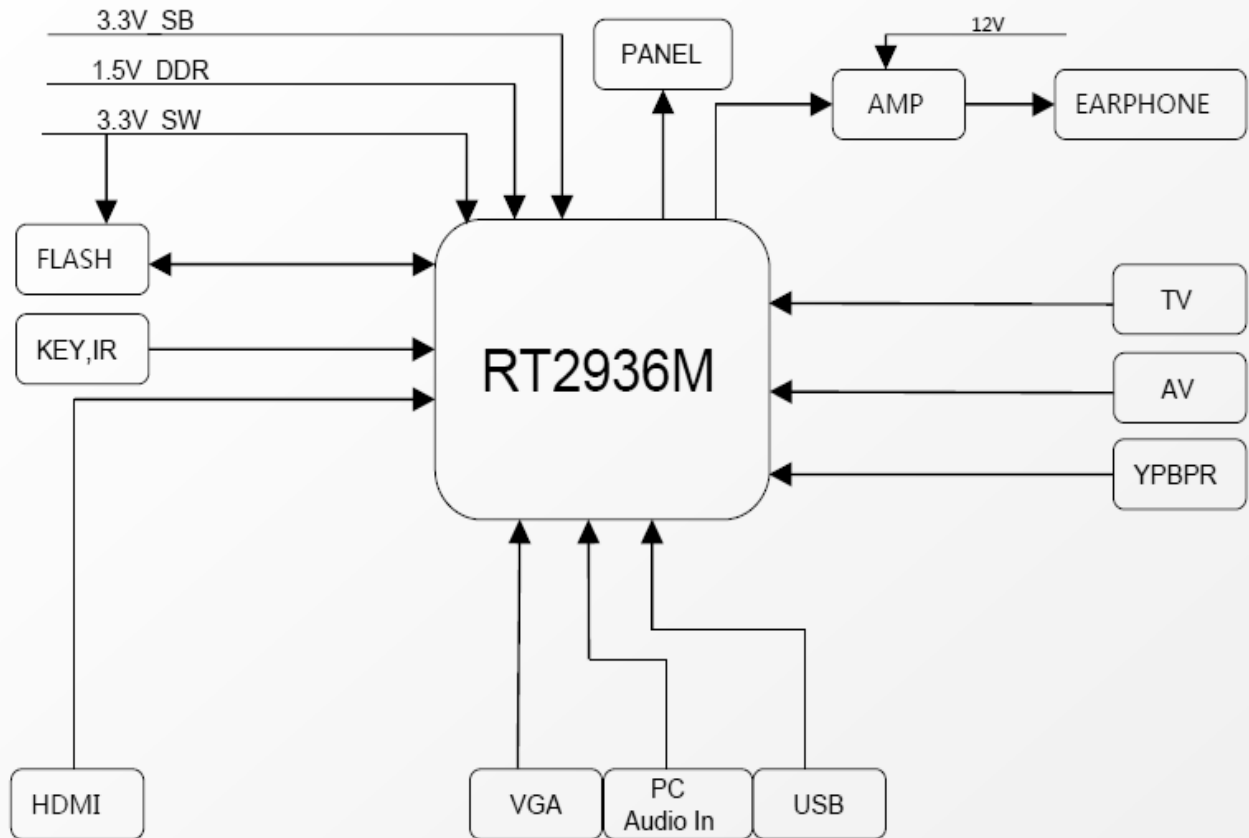 3.3V_SB
1.5V_DDR
3.3V_SW
PANEL
12V
AMP
EARPHONE
FLASH
KEY,IR
RT2936M
TV
AV
YPBPR
HDMI
VGA
PC
Audio In
USB